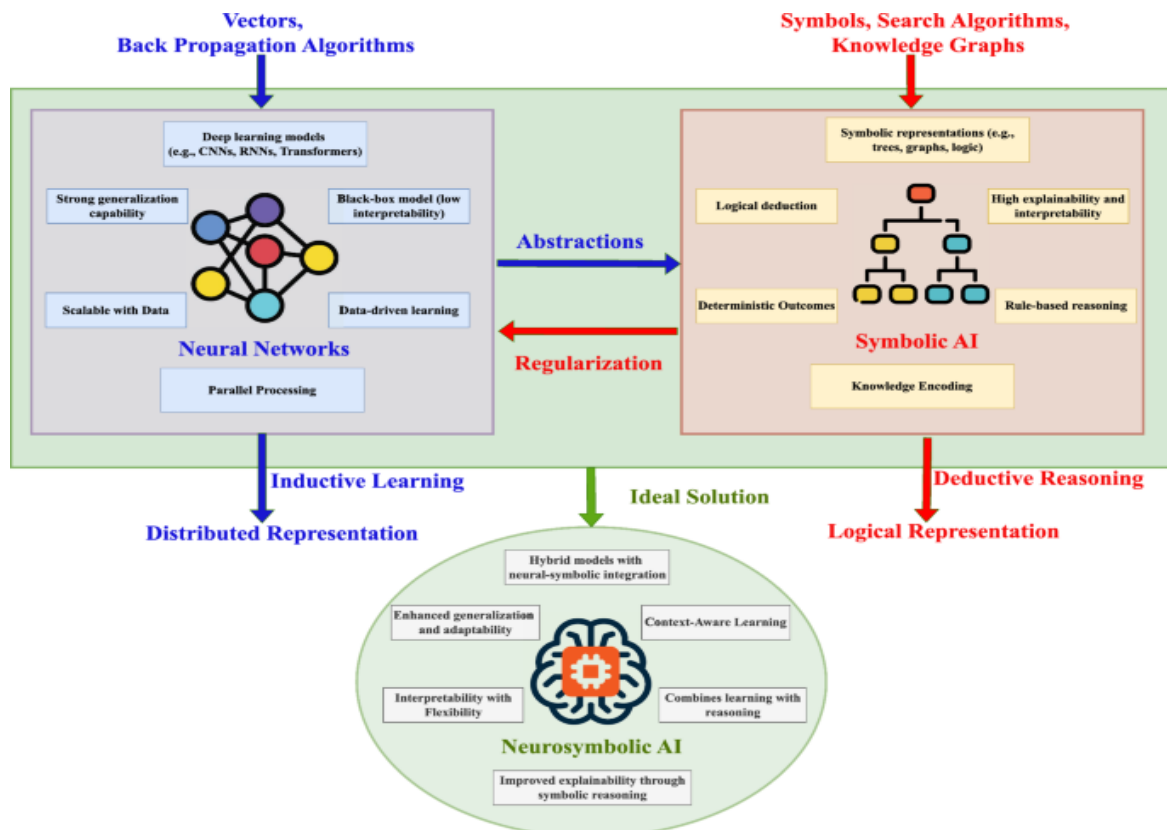 Vectors,
Back Propagation Algorithms
Symbols, Search Algorithms,
Knowledge Graphs
Deep learning models
(e.g., CNNs, RNNs, Transformers)
Strong generalization
capability
Black-box model (low
interpretability)
Scalable with Data
Data-driven learning
Neural Networks
Parallel Processing
Abstractions
Regularization
Symbolic representations (e.g.,
trees, graphs, logic)
Logical deduction
High explainability and
interpretability
Deterministic Outcomes
Rule-based reasoning
Symbolic AI
Knowledge Encoding
Inductive Learning
Distributed Representation
Ideal Solution
Deductive Reasoning
Logical Representation
Hybrid models with
neural-symbolic integration
Enhanced generalization
and adaptability
Context-Aware Learning
Interpretability with
Flexibility
Combines learning with
reasoning
Neurosymbolic AI
Improved explainability through
symbolic reasoning